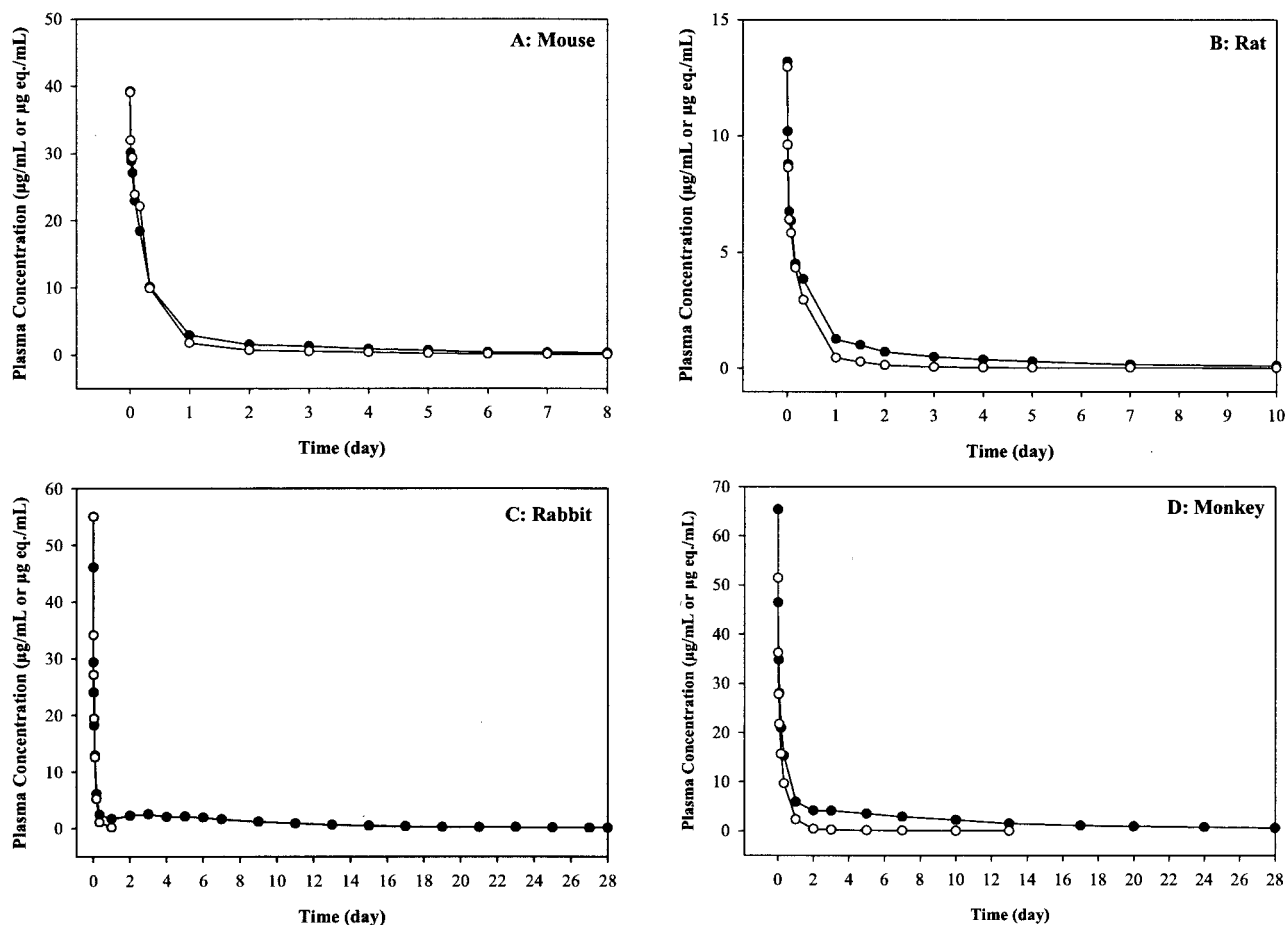 A: Mouse
Plasma Concentration (µg/mL or µg eq./mL)
50
40
30
20
10
0
0 1 2 3 4 5 6 7 8
Time (day)
B: Rat
Plasma Concentration (µg/mL or µg eq./mL)
15
10
5
0
0 1 2 3 4 5 6 7 8 9 10
Time (day)
C: Rabbit
Plasma Concentration (µg/mL or µg eq./mL)
60
50
40
30
20
10
0
0 2 4 6 8 10 12 14 16 18 20 22 24 26 28
Time (day)
D: Monkey
Plasma Concentration (µg/mL or µg eq./mL)
70
60
50
40
30
20
10
0
0 2 4 6 8 10 12 14 16 18 20 22 24 26 28
Time (day)